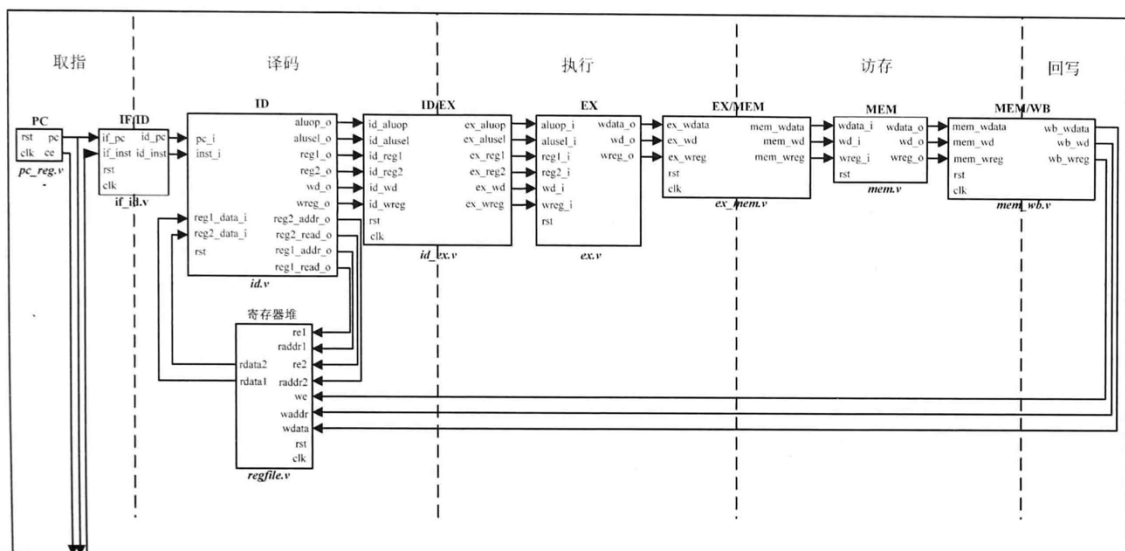 取指
译码
执行
访存
回写
PC
rst pc
clk ce
pc_reg.v
IF/ID
if_pc id_pc
if_inst id_inst
rst
clk
if_id.v
ID
aluop_o
pc_i alusel_o
inst_i reg1_o
reg2_o
wd_o
wreg_o
reg1_data_i reg2_addr_o
reg2_data_i reg2_read_o
rst reg1_addr_o
reg1_read_o
id.v
ID/EX
id_aluop ex_aluop
id_alusel ex_alusel
id_reg1 ex_reg1
id_reg2 ex_reg2
id_wd ex_wd
id_wreg ex_wreg
rst
clk
id_ex.v
EX
aluop_i wdata_o
alusel_i wd_o
reg1_i wreg_o
reg2_i
wd_i
wreg_i
rst
ex.v
EX/MEM
ex_wdata mem_wdata
ex_wd mem_wd
ex_wreg mem_wreg
rst
clk
ex_mem.v
MEM
wdata_i wdata_o
wd_i wd_o
wreg_i wreg_o
rst
mem.v
MEM/WB
mem_wdata wb_wdata
mem_wd wb_wd
mem_wreg wb_wreg
rst
clk
mem_wb.v
寄存器堆
re1
raddr1
rdata2 re2
rdata1 raddr2
we
waddr
wdata
rst
clk
regfile.v